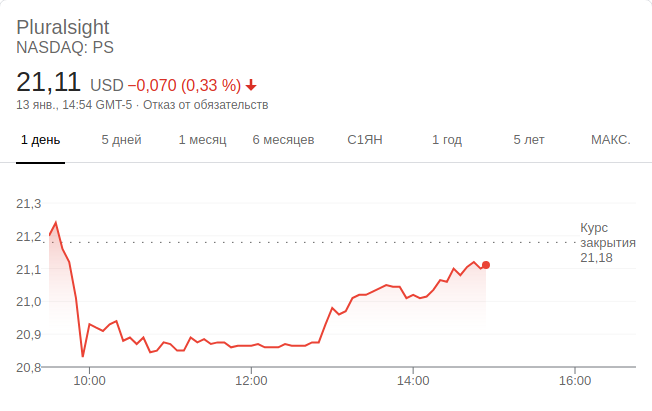 Pluralsight
NASDAQ: PS
21,11 USD −0,070 (0,33 %)
13 янв., 14:54 GMT-5 · Отказ от обязательств
1 день 5 дней 1 месяц 6 месяцев С1ЯН 1 год 5 лет МАКС.
21,3
21,2
21,1
21,0
20,9
20,8
Курс
закрытия
21,18
10:00 12:00 14:00 16:00